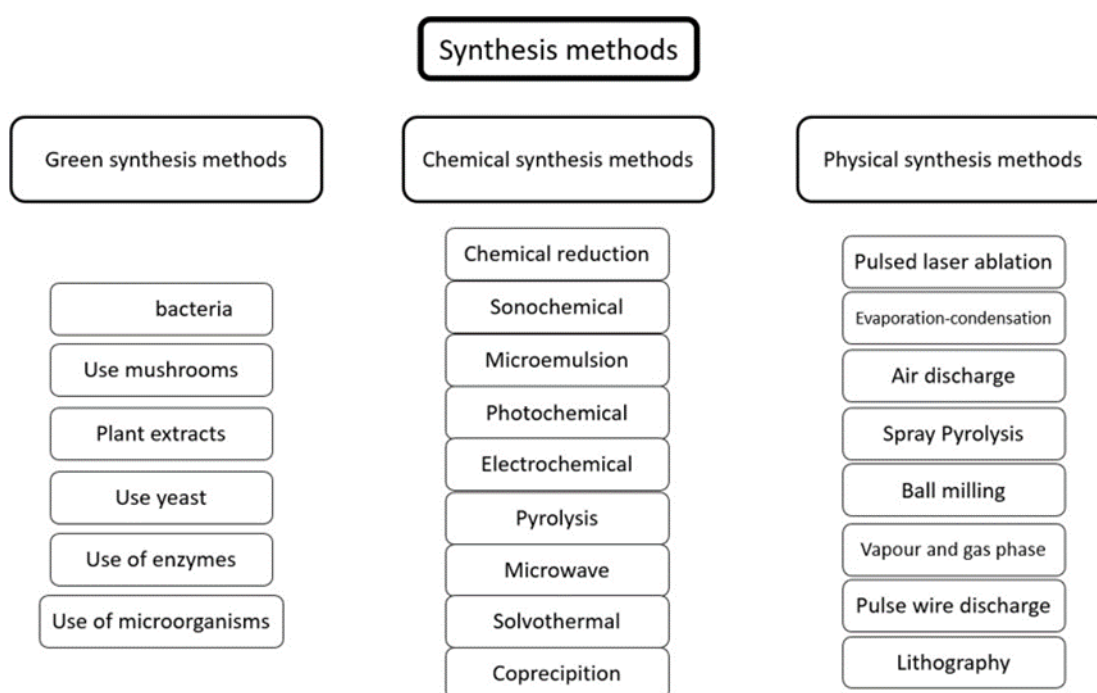 Synthesis methods
Green synthesis methods
bacteria
Use mushrooms
Plant extracts
Use yeast
Use of enzymes
Use of microorganisms
Chemical synthesis methods
Chemical reduction
Sonochemical
Microemulsion
Photochemical
Electrochemical
Pyrolysis
Microwave
Solvothermal
Coprecipition
Physical synthesis methods
Pulsed laser ablation
Evaporation-condensation
Air discharge
Spray Pyrolysis
Ball milling
Vapour and gas phase
Pulse wire discharge
Lithography